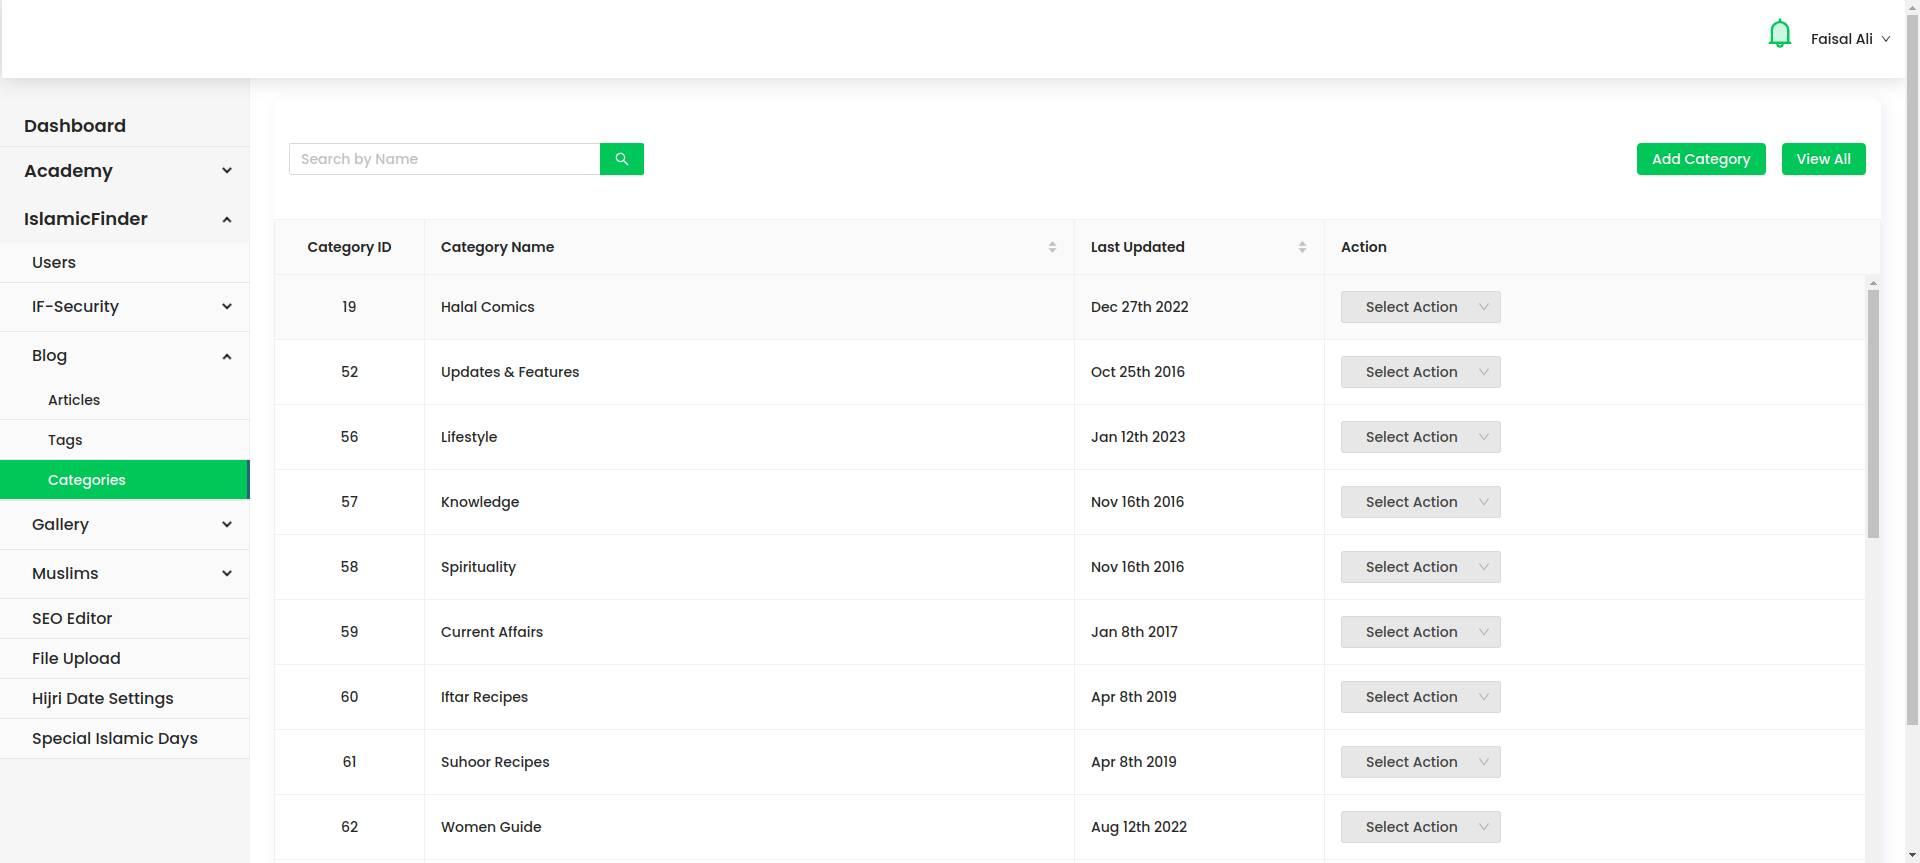 Faisal Ali
Dashboard
Academy
IslamicFinder
Users
IF-Security
Blog
Articles
Tags
Categories
Gallery
Muslims
SEO Editor
File Upload
Hijri Date Settings
Special Islamic Days
Search by Name
Add Category
View All
Category ID Category Name Last Updated Action
19 Halal Comics Dec 27th 2022 Select Action
52 Updates & Features Oct 25th 2016 Select Action
56 Lifestyle Jan 12th 2023 Select Action
57 Knowledge Nov 16th 2016 Select Action
58 Spirituality Nov 16th 2016 Select Action
59 Current Affairs Jan 8th 2017 Select Action
60 Iftar Recipes Apr 8th 2019 Select Action
61 Suhoor Recipes Apr 8th 2019 Select Action
62 Women Guide Aug 12th 2022 Select Action